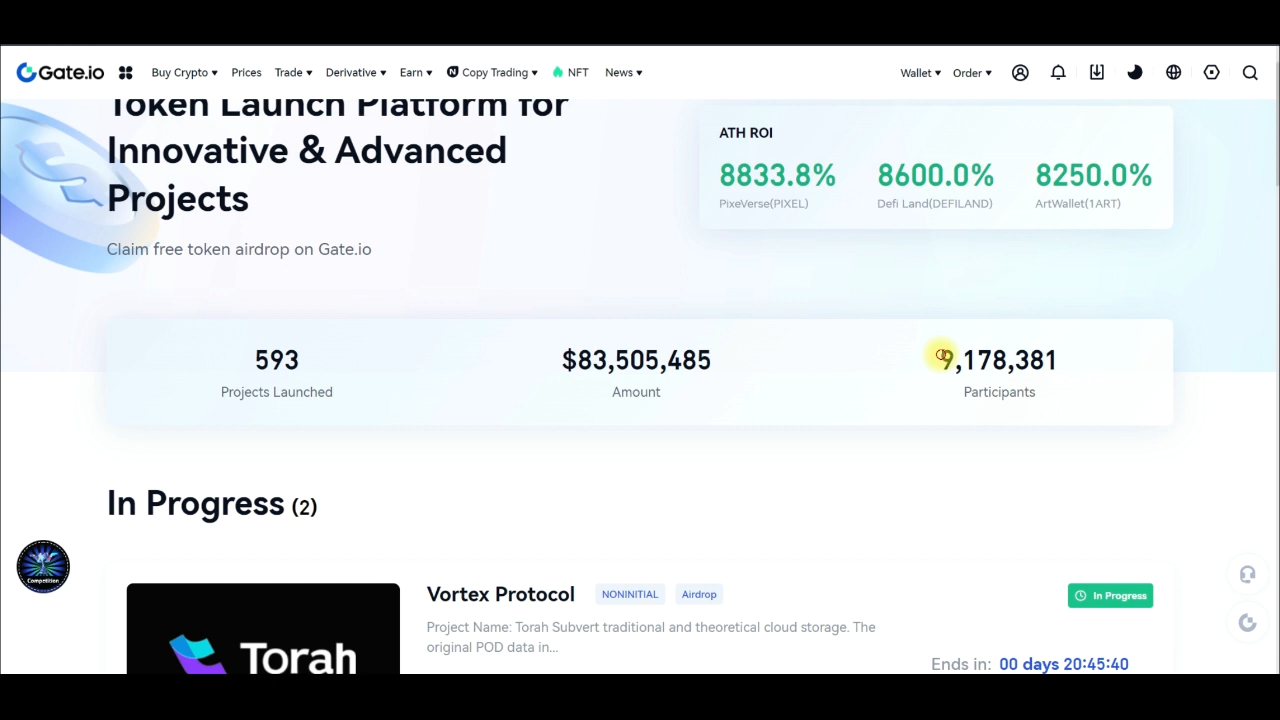 Gate.io
Buy Crypto
Prices
Trade
Derivative
Earn
Copy Trading
NFT
News
Wallet
Order
Token Launch Platform for
Innovative & Advanced
Projects
Claim free token airdrop on Gate.io
ATH ROI
8833.8% 8600.0% 8250.0%
PixeVerse(PIXEL) Defi Land(DEFILAND) ArtWallet(1ART)
593 $83,505,485 9,178,381
Projects Launched Amount Participants
In Progress (2)
Competition
Torah
Vortex Protocol NONINITIAL Airdrop
In Progress
Project Name: Torah Subvert traditional and theoretical cloud storage. The
original POD data in...
Ends in: 00 days 20:45:40